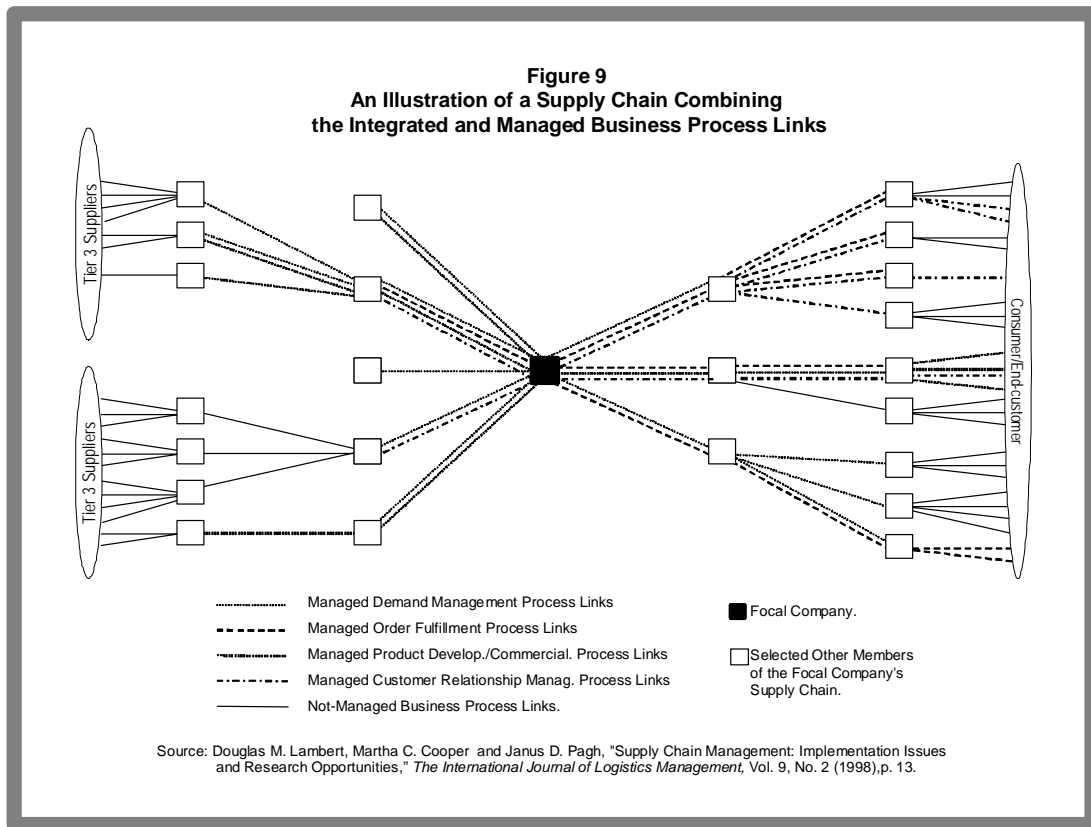 Figure 9
An Illustration of a Supply Chain Combining
the Integrated and Managed Business Process Links
Tier 3 Suppliers
Tier 3 Suppliers
Consumer/End-customer
Managed Demand Management Process Links
Managed Order Fulfillment Process Links
Managed Product Develop./Commercial. Process Links
Managed Customer Relationship Manag. Process Links
Not-Managed Business Process Links.
Focal Company.
Selected Other Members
of the Focal Company's
Supply Chain.
Source: Douglas M. Lambert, Martha C. Cooper and Janus D. Pagh, "Supply Chain Management: Implementation Issues
and Research Opportunities,” The International Journal of Logistics Management, Vol. 9, No. 2 (1998),p. 13.